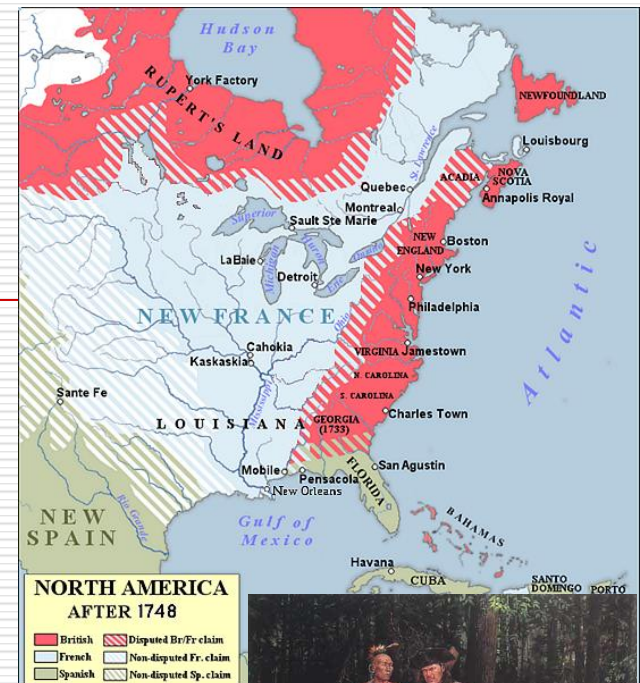 Hudson
Bay
York Factory
RUPERT'S LAND
NEWFOUNDLAND
Louisbourg
St. Lawrence
ACADIA
NOVA
SCOTIA
Quebec
Annapolis Royal
Montreal
Superior
Sault Ste Marie
NEW
ENGLAND
Boston
LaBaie
Michigan
Huron
Ontario
Erie
Detroit
New York
Philadelphia
NEW FRANCE
Ohio
Cahokia
Kaskaskia
VIRGINIA
Jamestown
N. CAROLINA
S. CAROLINA
Sante Fe
Mississippi
LOUISIANA
GEORGIA
(1733)
Charles Town
Atlantic
Mobile
Pensacola
San Agustin
FLORIDA
New Orleans
Rio Grande
NEW
SPAIN
Gulf of
Mexico
BAHAMAS
Havana
CUBA
SANTO
DOMINGO
PORTO
NORTH AMERICA
AFTER 1748
British
Disputed Br/Fr claim
French
Non-disputed Fr. claim
Spanish
Non-disputed Sp. claim